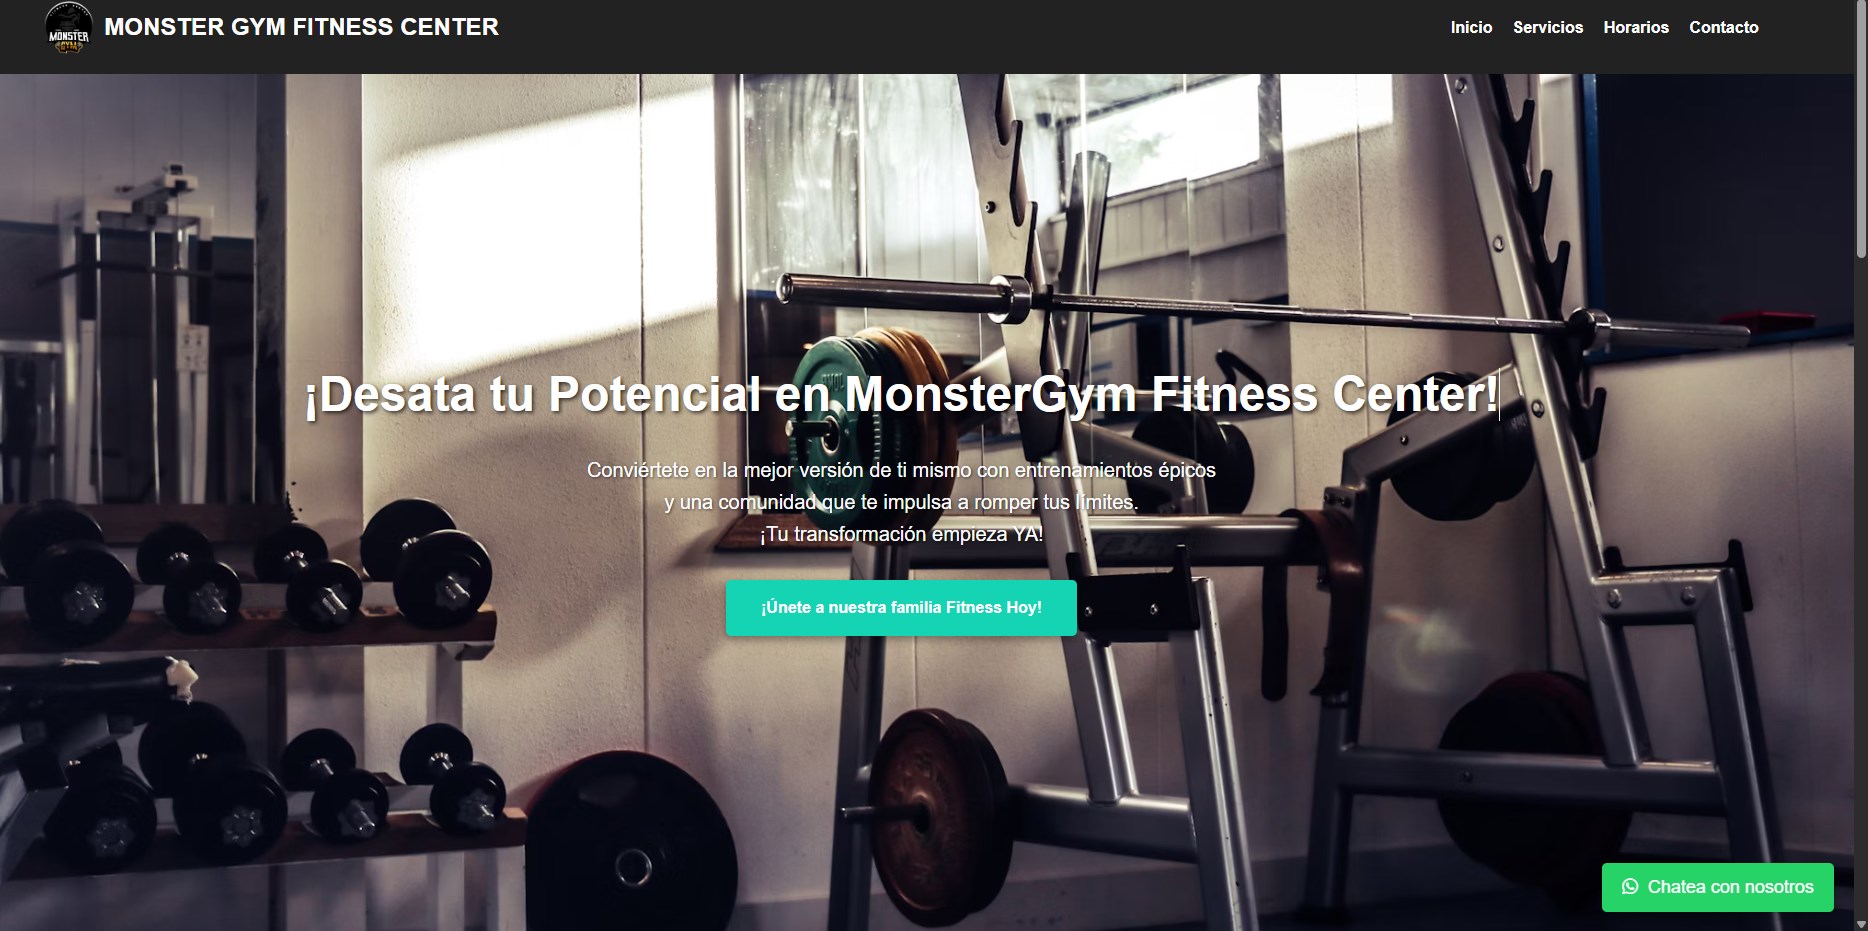 MONSTER
GYM
MONSTER GYM FITNESS CENTER
Inicio Servicios Horarios Contacto
¡Desata tu Potencial en MonsterGym Fitness Center!
Conviértete en la mejor versión de ti mismo con entrenamientos épicos
y una comunidad que te impulsa a romper tus límites.
¡Tu transformación empieza YA!
¡Únete a nuestra familia Fitness Hoy!
Chatea con nosotros